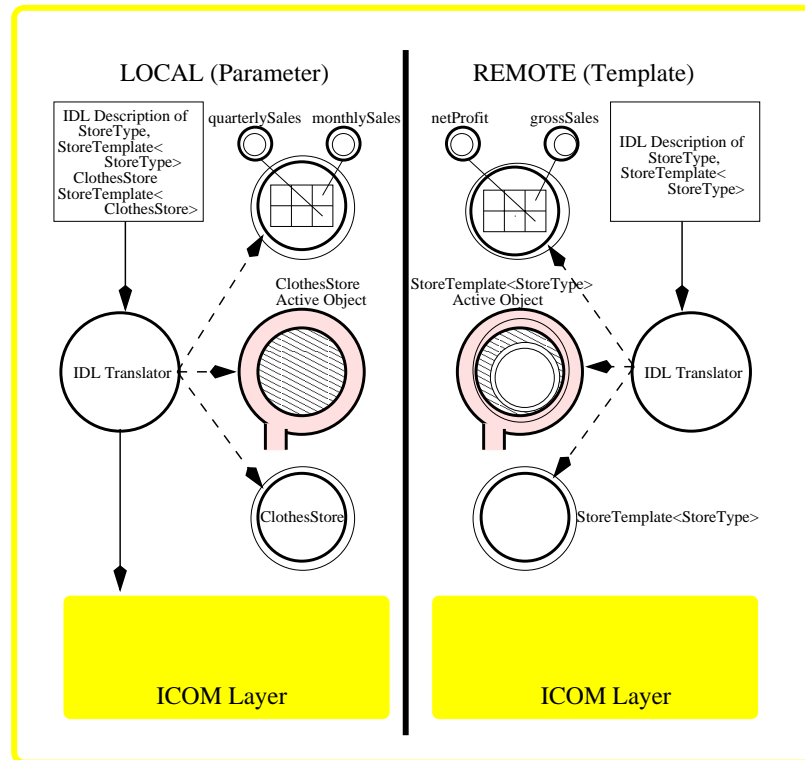 LOCAL (Parameter)
IDL Description of
StoreType,
StoreTemplate<
StoreType>
ClothesStore
StoreTemplate<
ClothesStore>
quarterlySales
monthlySales
ClothesStore
Active Object
IDL Translator
ClothesStore
ICOM Layer
REMOTE (Template)
netProfit
grossSales
IDL Description of
StoreType,
StoreTemplate<
StoreType>
StoreTemplate<StoreType>
Active Object
IDL Translator
StoreTemplate<StoreType>
ICOM Layer